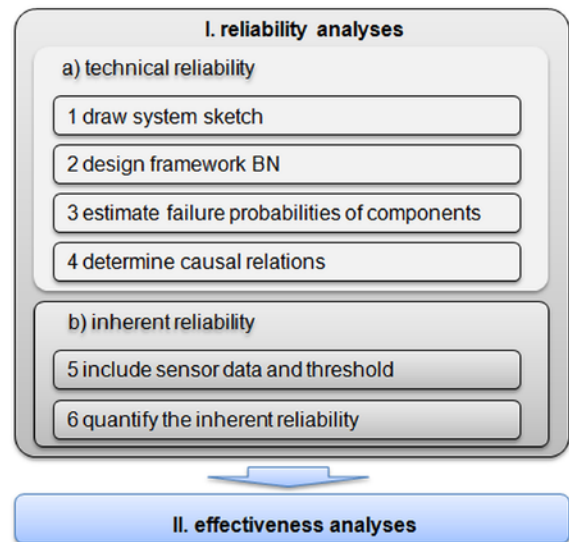 I. reliability analyses
a) technical reliability
1 draw system sketch
2 design framework BN
3 estimate failure probabilities of components
4 determine causal relations
b) inherent reliability
5 include sensor data and threshold
6 quantify the inherent reliability
II. effectiveness analyses